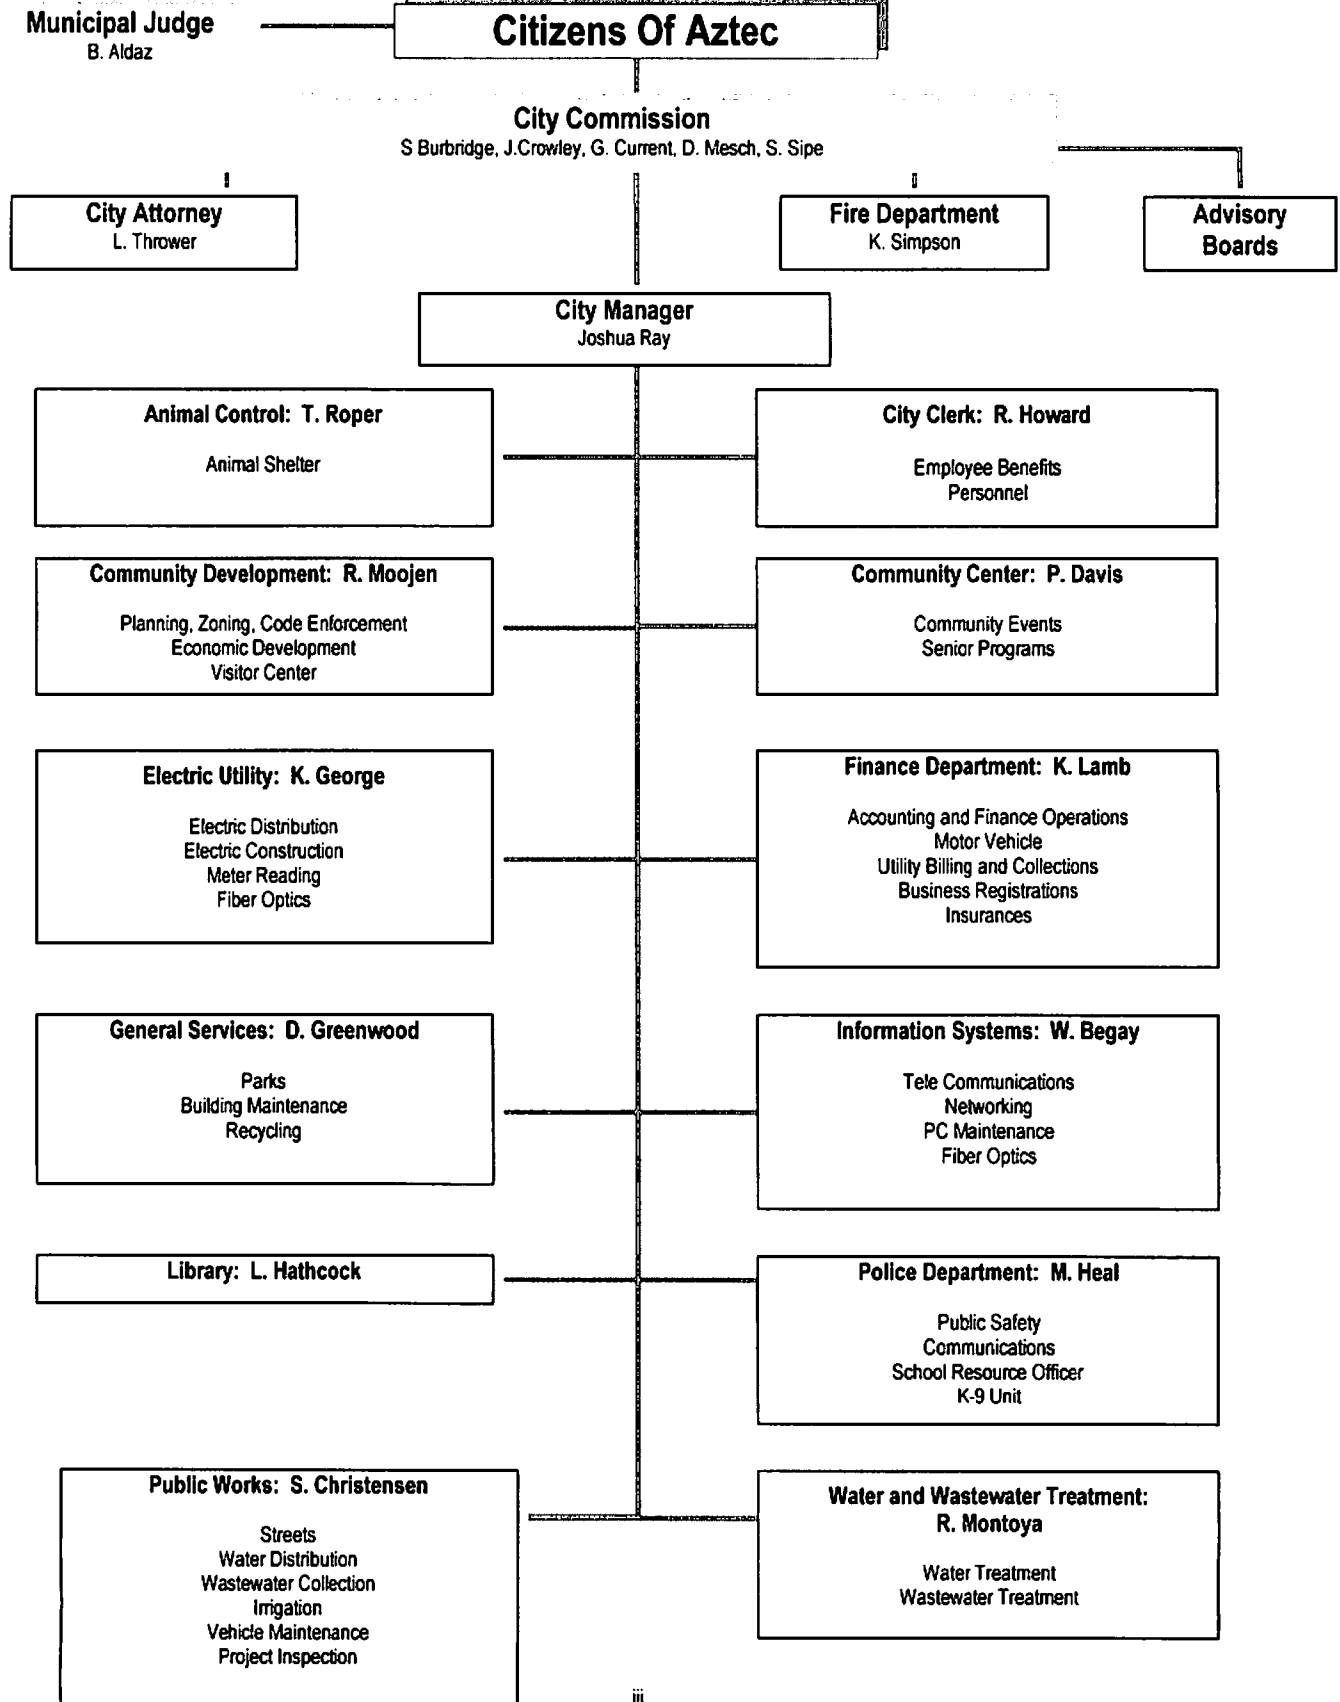 Municipal Judge
B. Aldaz
Citizens Of Aztec
City Commission
S Burbridge, J.Crowley, G. Current, D. Mesch, S. Sipe
City Attorney
L. Thrower
Fire Department
K. Simpson
Advisory
Boards
City Manager
Joshua Ray
Animal Control: T. Roper
Animal Shelter
City Clerk: R. Howard
Employee Benefits
Personnel
Community Development: R. Moojen
Planning, Zoning, Code Enforcement
Economic Development
Visitor Center
Community Center: P. Davis
Community Events
Senior Programs
Electric Utility: K. George
Electric Distribution
Electric Construction
Meter Reading
Fiber Optics
Finance Department: K. Lamb
Accounting and Finance Operations
Motor Vehicle
Utility Billing and Collections
Business Registrations
Insurances
General Services: D. Greenwood
Parks
Building Maintenance
Recycling
Information Systems: W. Begay
Tele Communications
Networking
PC Maintenance
Fiber Optics
Library: L. Hathcock
Police Department: M. Heal
Public Safety
Communications
School Resource Officer
K-9 Unit
Public Works: S. Christensen
Streets
Water Distribution
Wastewater Collection
Irrigation
Vehicle Maintenance
Project Inspection
Water and Wastewater Treatment:
R. Montoya
Water Treatment
Wastewater Treatment
iii